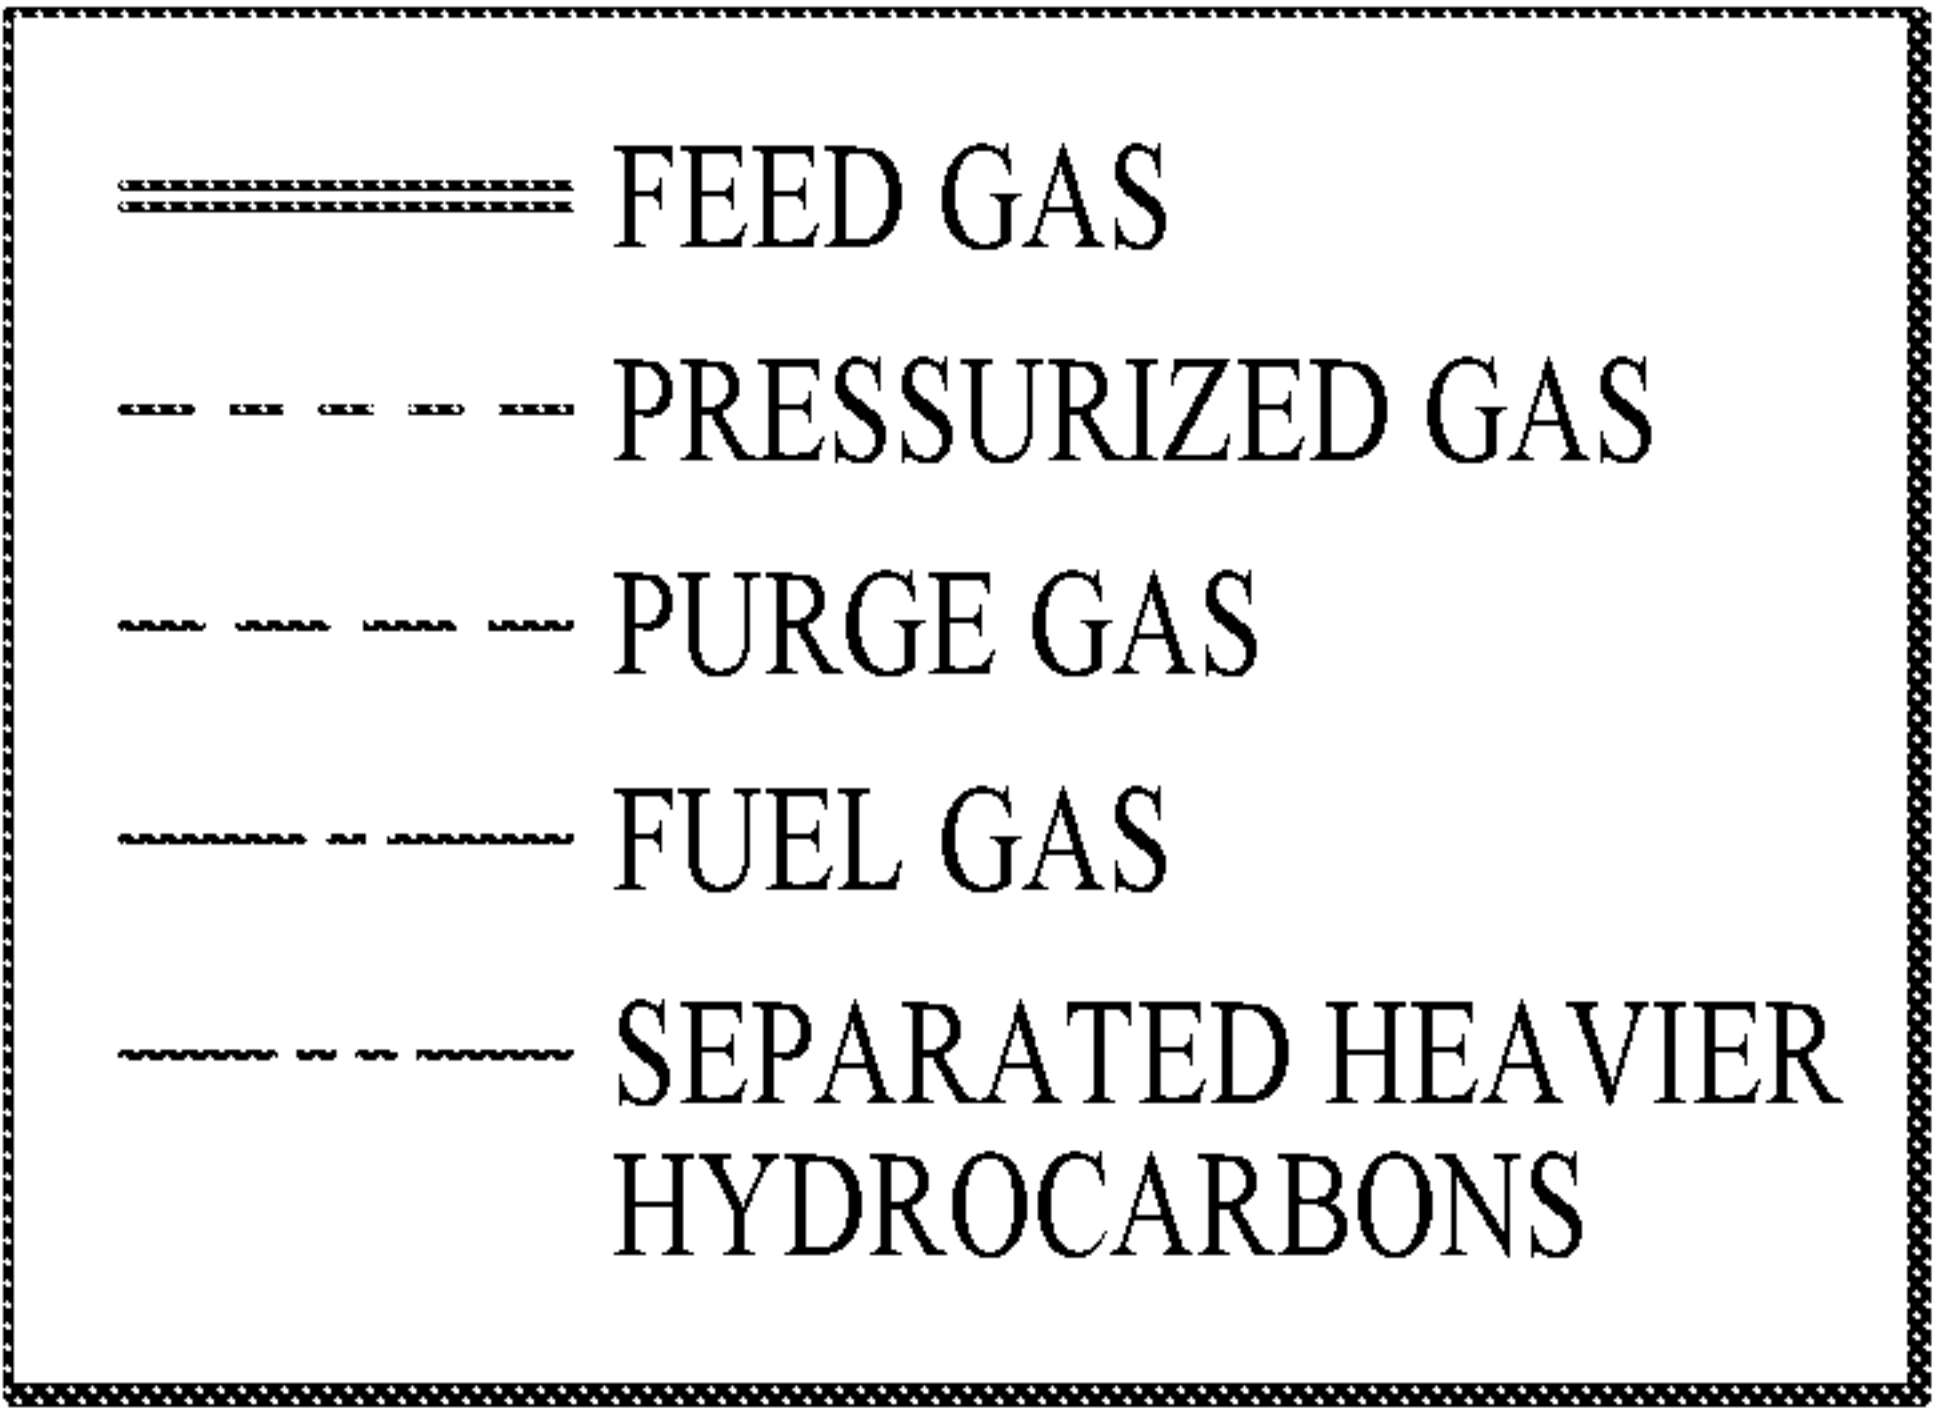 FEED GAS
PRESSURIZED GAS
PURGE GAS
FUEL GAS
SEPARATED HEAVIER
HYDROCARBONS